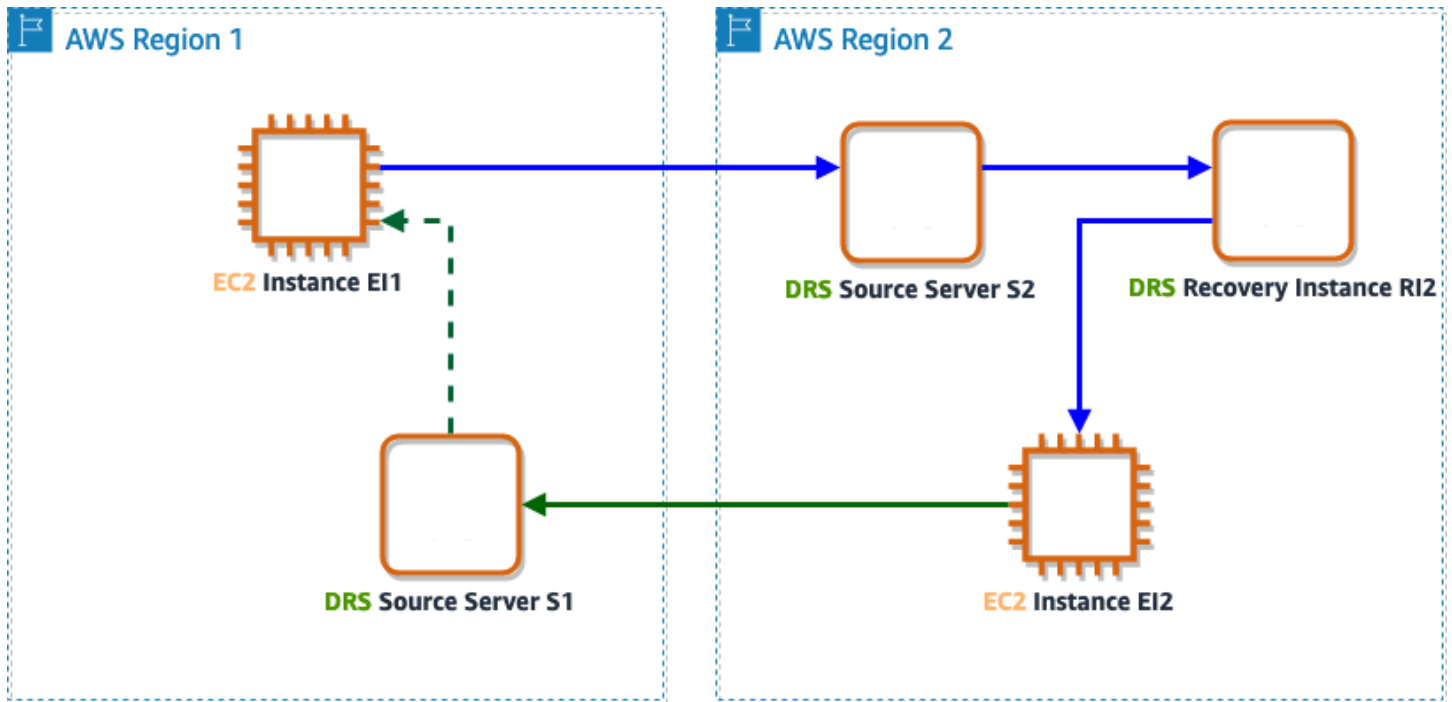 AWS Region 1
AWS Region 2
EC2 Instance EI1
DRS Source Server S2
DRS Recovery Instance RI2
DRS Source Server S1
EC2 Instance EI2